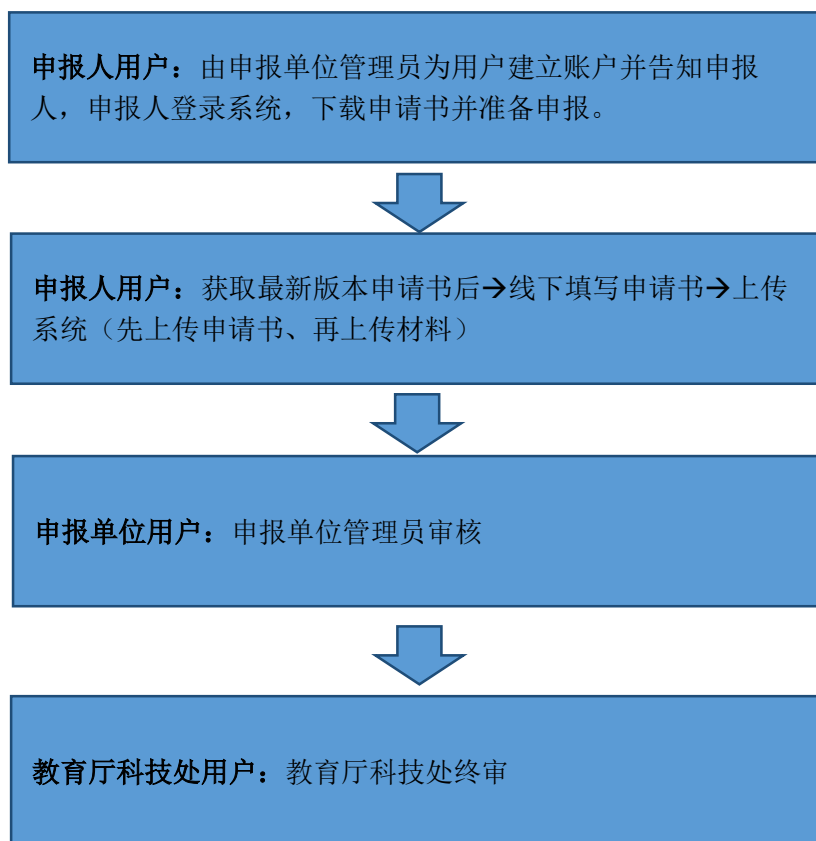 申报人用户：由申报单位管理员为用户建立账户并告知申报
人，申报人登录系统，下载申请书并准备申报。
申报人用户：获取最新版本申请书后→线下填写申请书→上传
系统（先上传申请书、再上传材料）
申报单位用户：申报单位管理员审核
教育厅科技处用户：教育厅科技处终审